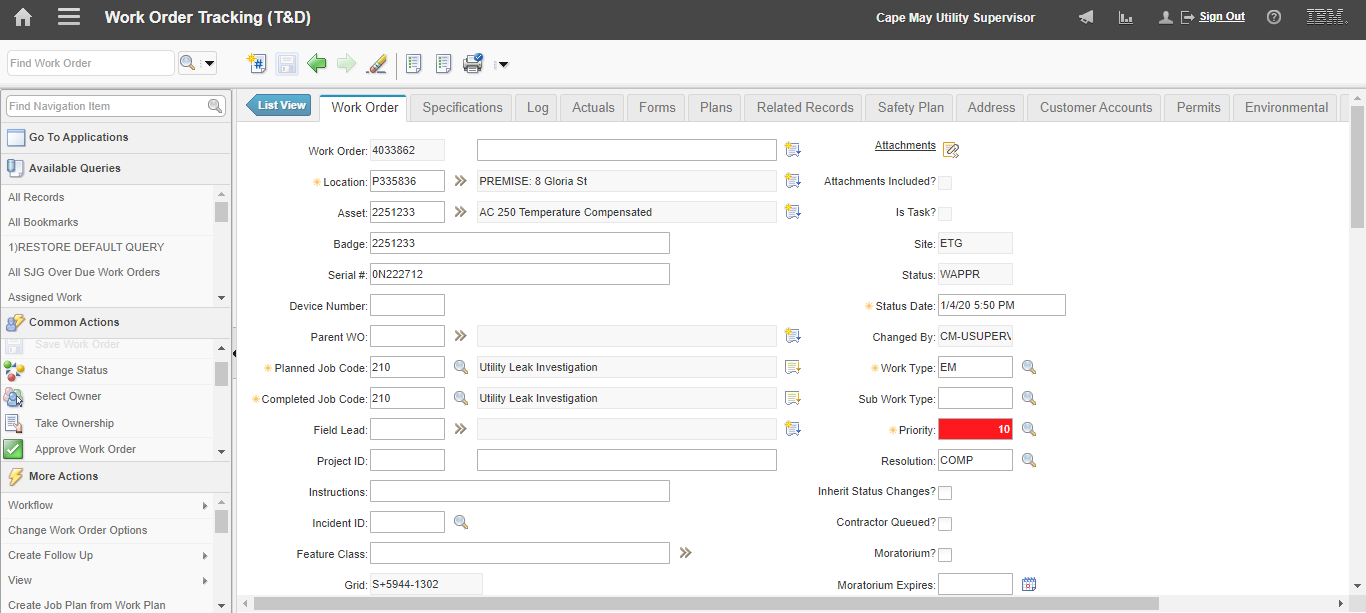 Work Order Tracking (T&D)
Cape May Utility Supervisor
Sign Out
IBM.
Find Work Order
Find Navigation Item
Go To Applications
Available Queries
All Records
All Bookmarks
1)RESTORE DEFAULT QUERY
All SJG Over Due Work Orders
Assigned Work
Common Actions
Save Work Order
Change Status
Select Owner
Take Ownership
Approve Work Order
More Actions
Workflow
Change Work Order Options
Create Follow Up
View
Create Job Plan from Work Plan
List View
Work Order
Specifications
Log
Actuals
Forms
Plans
Related Records
Safety Plan
Address
Customer Accounts
Permits
Environmental
Work Order: 4033862
Location: P335836 PREMISE: 8 Gloria St
Asset: 2251233 AC 250 Temperature Compensated
Badge: 2251233
Serial #: 0N222712
Device Number:
Parent WO:
Planned Job Code: 210 Utility Leak Investigation
Completed Job Code: 210 Utility Leak Investigation
Field Lead:
Project ID:
Instructions:
Incident ID:
Feature Class:
Grid: S+5944-1302
Attachments
Attachments Included?
Is Task?
Site: ETG
Status: WAPPR
Status Date: 1/4/20 5:50 PM
Changed By: CM-USUPERV
Work Type: EM
Sub Work Type:
Priority: 10
Resolution: COMP
Inherit Status Changes?
Contractor Queued?
Moratorium?
Moratorium Expires: